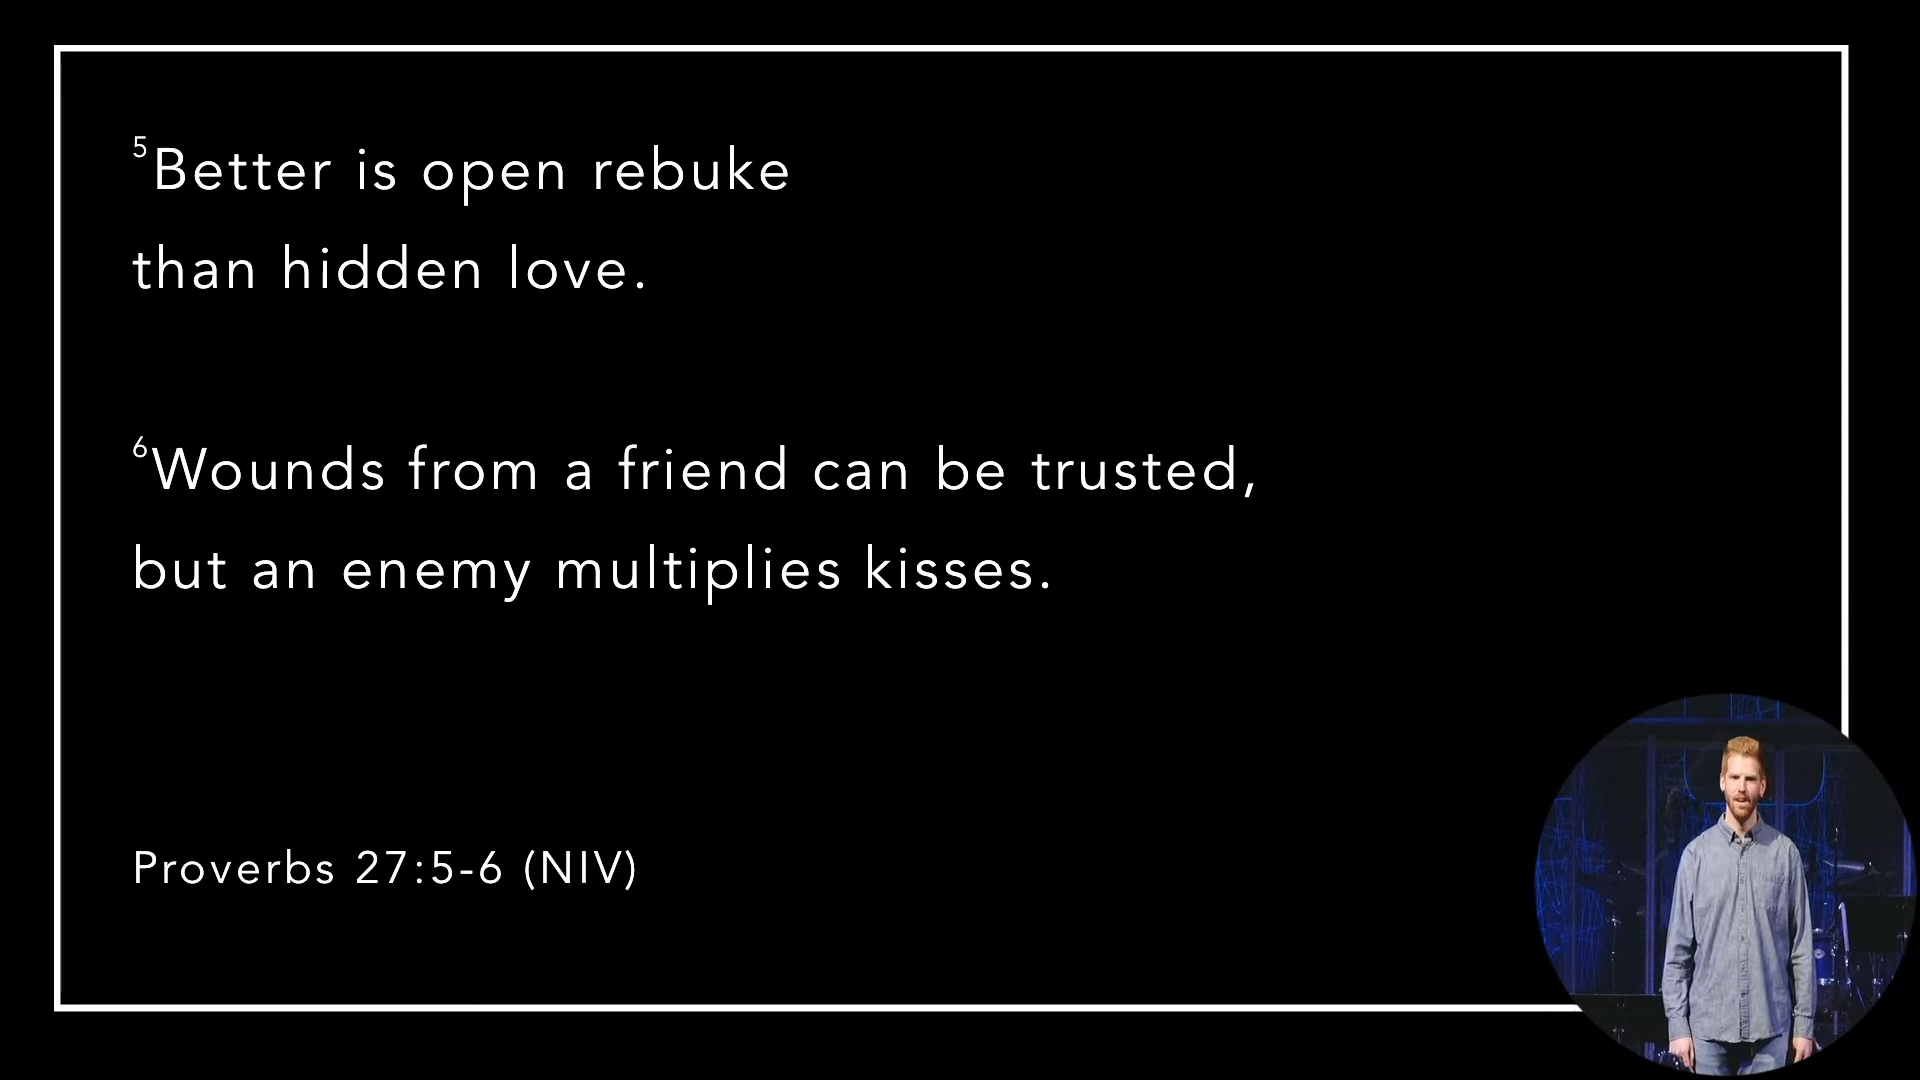 ⁵Better is open rebuke
than hidden love.
⁶Wounds from a friend can be trusted,
but an enemy multiplies kisses.
Proverbs 27:5-6 (NIV)